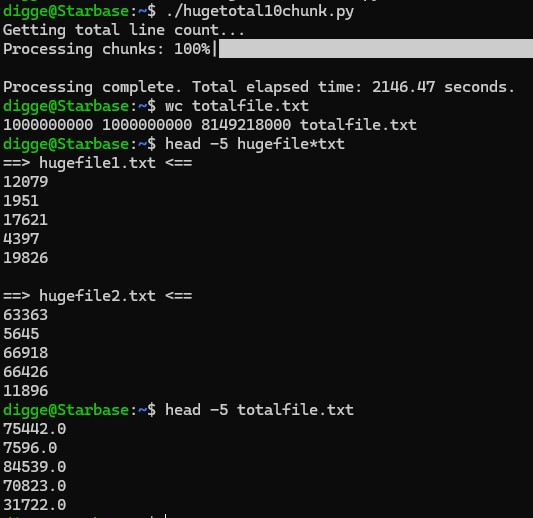 digge@Starbase:~$ ./hugetotal10chunk.py
Getting total line count...
Processing chunks: 100%|
Processing complete. Total elapsed time: 2146.47 seconds.
digge@Starbase:~$ wc totalfile.txt
1000000000 1000000000 8149218000 totalfile.txt
digge@Starbase:~$ head -5 hugefile*txt
==> hugefile1.txt <==
12079
1951
17621
4397
19826
==> hugefile2.txt <==
63363
5645
66918
66426
11896
digge@Starbase:~$ head -5 totalfile.txt
75442.0
7596.0
84539.0
70823.0
31722.0